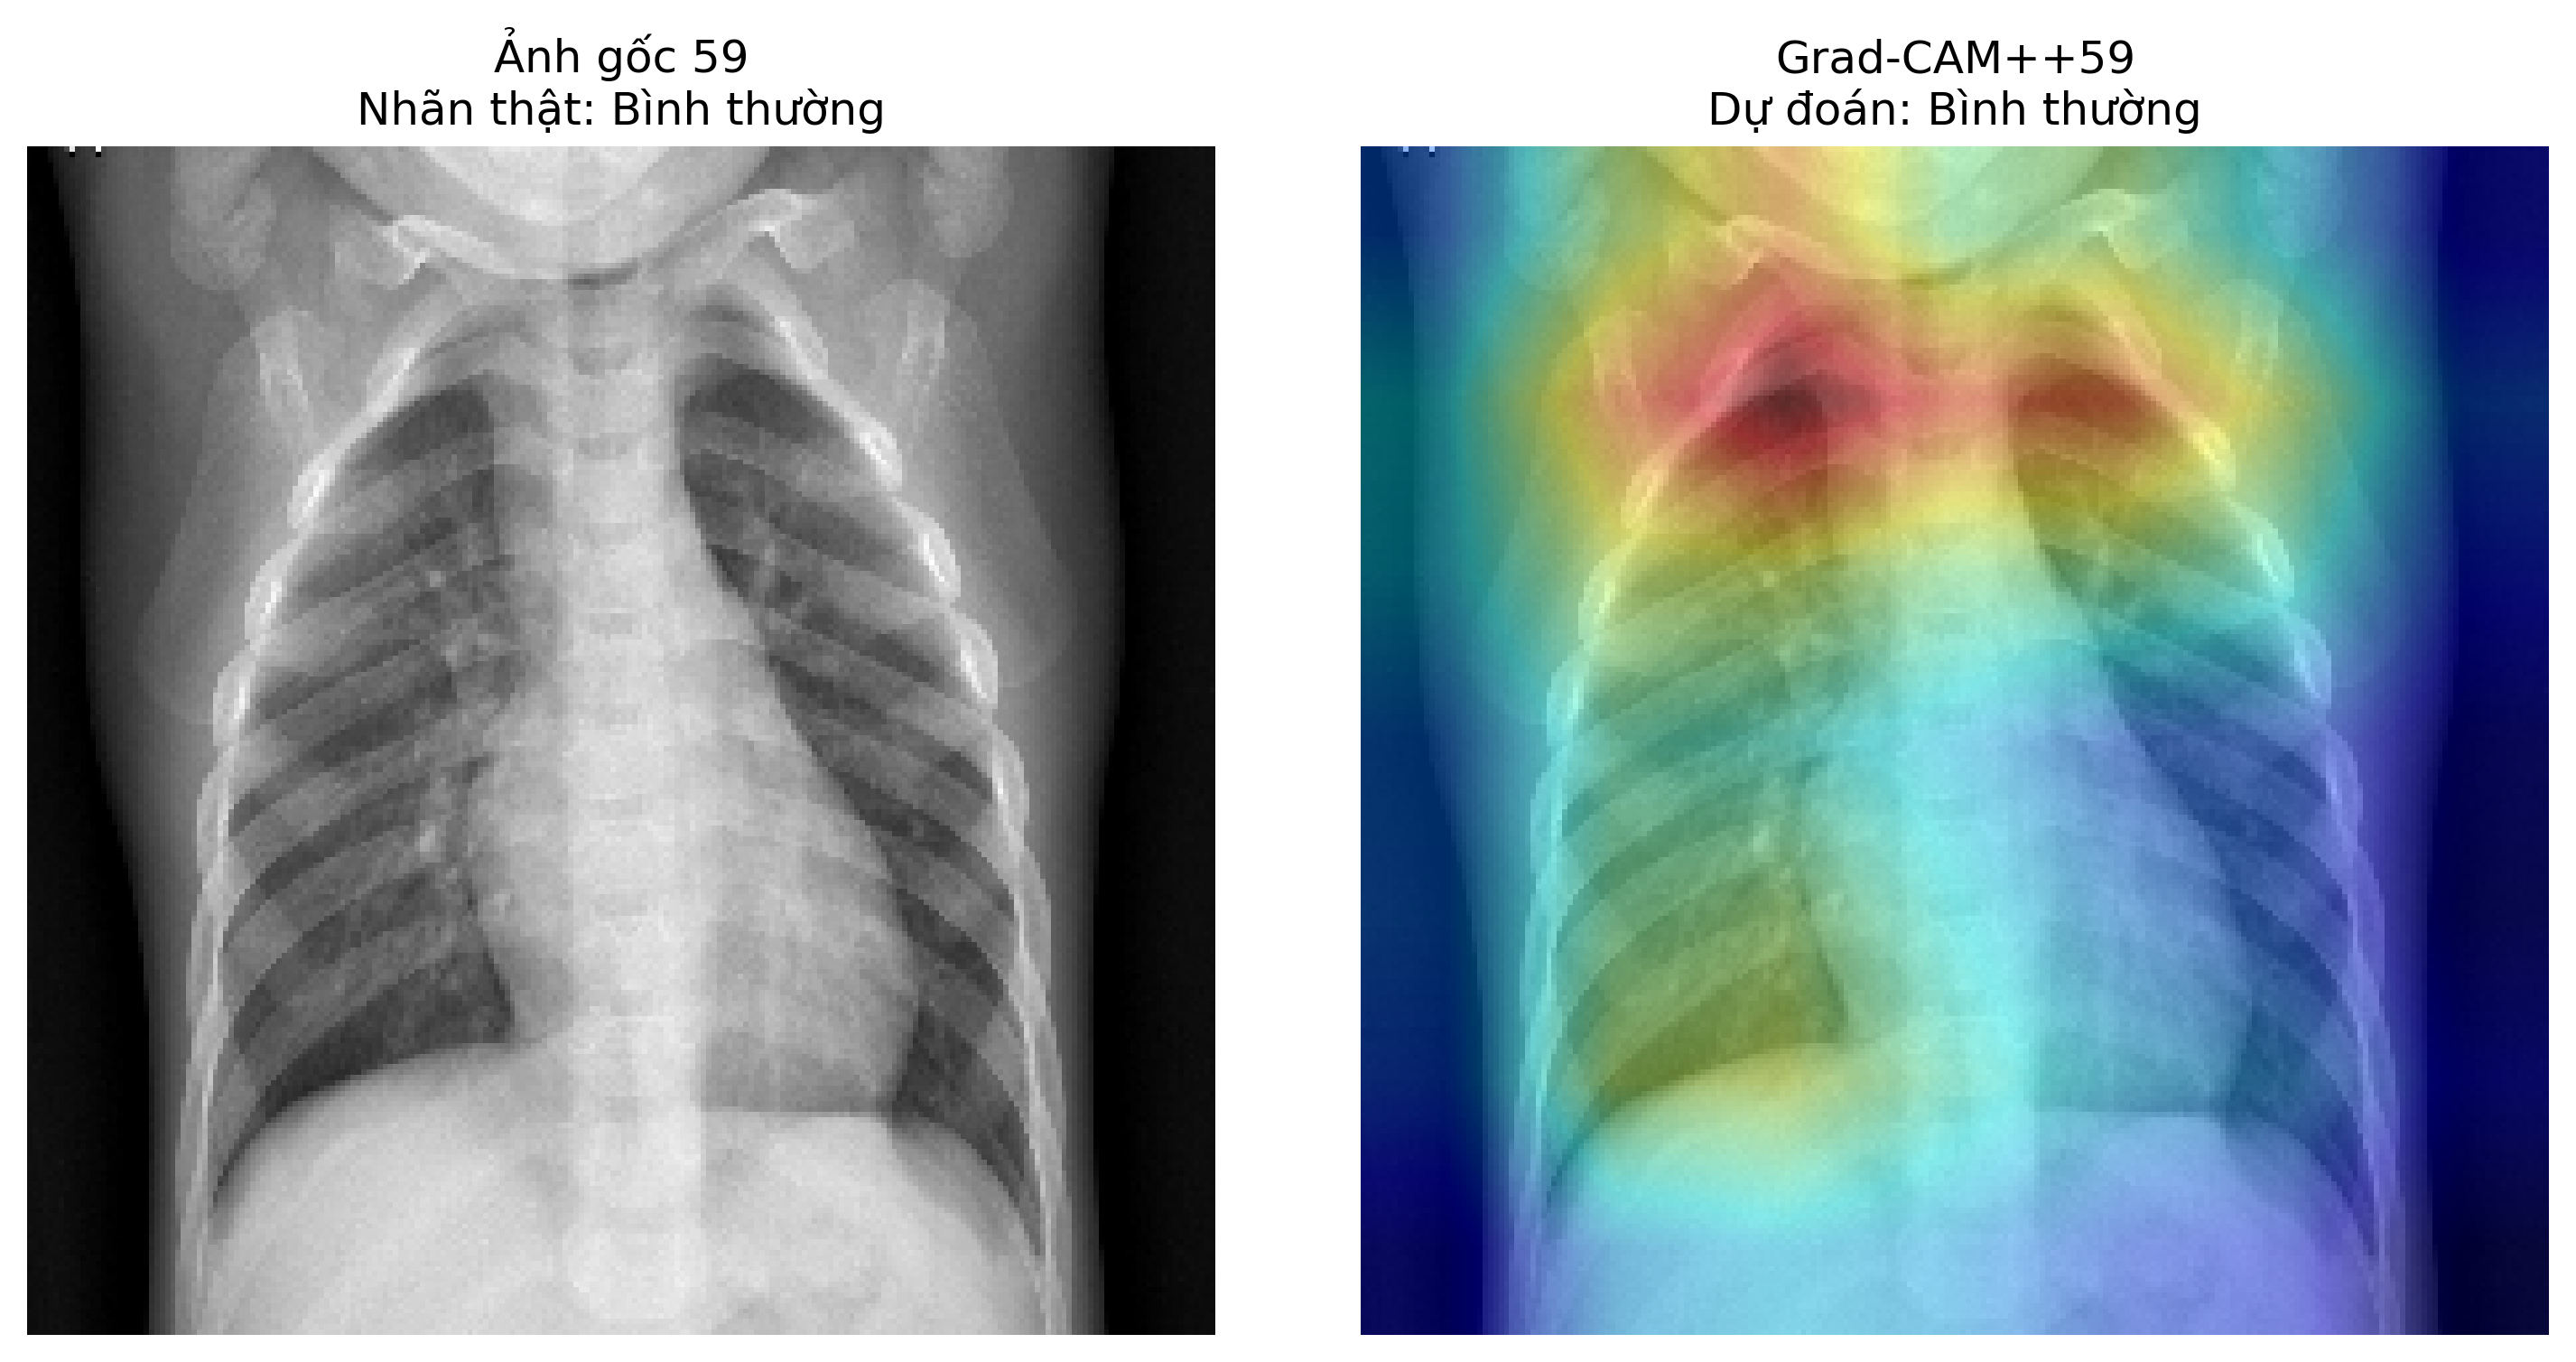 Ảnh gốc 59
Nhãn thật: Bình thường
Grad-CAM++59
Dự đoán: Bình thường